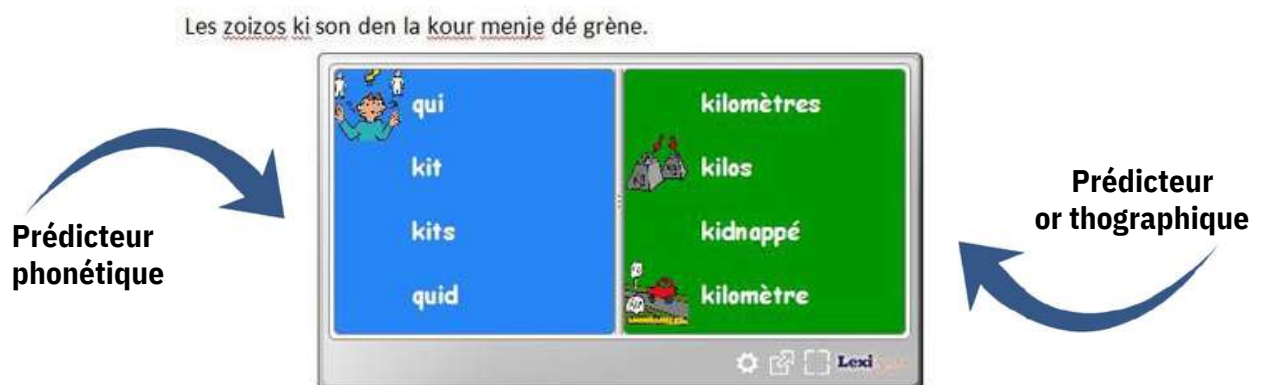 Les zoizos ki son den la kour menje dé grène.
qui
kit
kits
quid
kilomètres
kilos
kidnappé
kilomètre
Prédicteur
phonétique
Prédicteur
or thographique
Lexi